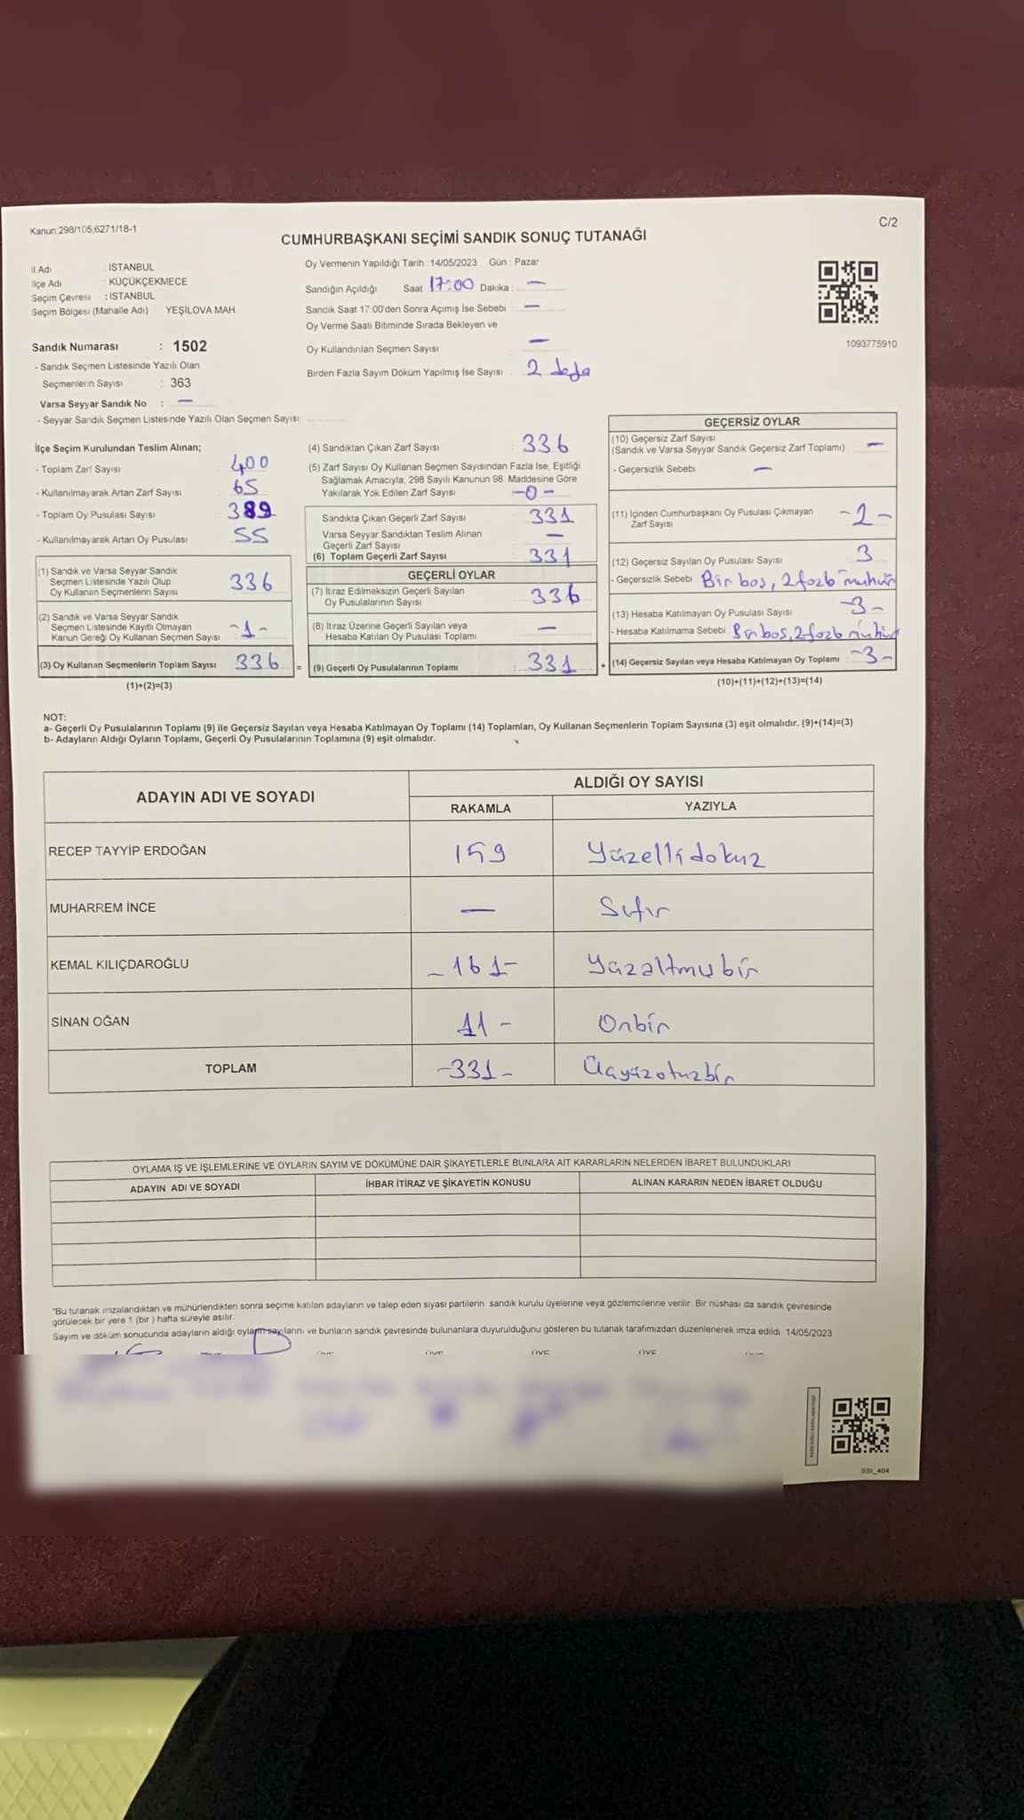 Kanun;298/105;6271/18-1
C/2
CUMHURBAŞKANI SEÇİMİ SANDIK SONUÇ TUTANAĞI
İl Adı : İSTANBUL
İlçe Adı : KÜÇÜKÇEKMECE
Seçim Çevresi : İSTANBUL
Seçim Bölgesi (Mahalle Adı) YEŞİLOVA MAH
Sandık Numarası : 1502
- Sandık Seçmen Listesinde Yazılı Olan
Seçmenlerin Sayısı : 363
Varsa Seyyar Sandık No : —
- Seyyar Sandık Seçmen Listesinde Yazılı Olan Seçmen Sayısı
Oy Vermenin Yapıldığı Tarih :14/05/2023 Gün : Pazar
Sandığın Açıldığı Saat 17:00 Dakika : —
Sandık Saat 17:00'den Sonra Açımış İse Sebebi : —
Oy Verme Saati Bitiminde Sırada Bekleyen ve
Oy Kullandırılan Seçmen Sayısı —
Birden Fazla Sayım Döküm Yapılmış İse Sayısı : 2 defa
1093775910
İlçe Seçim Kurulundan Teslim Alınan;
- Toplam Zarf Sayısı 400
- Kullanılmayarak Artan Zarf Sayısı 65
- Toplam Oy Pusulası Sayısı 389
- Kullanılmayarak Artan Oy Pusulası 55
(1) Sandık ve Varsa Seyyar Sandık
Seçmen Listesinde Yazılı Olup
Oy Kullanan Seçmenlerin Sayısı 336
(2) Sandık ve Varsa Seyyar Sandık
Seçmen Listesinde Kayıtlı Olmayan
Kanun Gereği Oy Kullanan Seçmen Sayısı -1-
(3) Oy Kullanan Seçmenlerin Toplam Sayısı 336 =
(1)+(2)=(3)
(4) Sandıktan Çıkan Zarf Sayısı : 336
(5) Zarf Sayısı Oy Kullanan Seçmen Sayısından Fazla İse, Eşitliği
Sağlamak Amacıyla, 298 Sayılı Kanunun 98. Maddesine Göre
Yakılarak Yok Edilen Zarf Sayısı -0-
Sandıkta Çıkan Geçerli Zarf Sayısı 331
Varsa Seyyar Sandıktan Teslim Alınan
Geçerli Zarf Sayısı —
(6) Toplam Geçerli Zarf Sayısı 331
GEÇERLİ OYLAR
(7) İtiraz Edilmeksizin Geçerli Sayılan
Oy Pusulalarının Sayısı 336
(8) İtiraz Üzerine Geçerli Sayılan veya
Hesaba Katılan Oy Pusulası Toplamı —
(9) Geçerli Oy Pusulalarının Toplamı 331 +
GEÇERSİZ OYLAR
(10) Geçersiz Zarf Sayısı
(Sandık ve Varsa Seyyar Sandık Geçersiz Zarf Toplamı) —
- Geçersizlik Sebebi —
(11) İçinden Cumhurbaşkanı Oy Pusulası Çıkmayan
Zarf Sayısı -2-
(12) Geçersiz Sayılan Oy Pusulası Sayısı 3
- Geçersizlik Sebebi Bir boş, 2 fazla mühür
(13) Hesaba Katılmayan Oy Pusulası Sayısı -3-
- Hesaba Katılmama Sebebi Bir boş, 2 fazla mühür
(14) Geçersiz Sayılan veya Hesaba Katılmayan Oy Toplamı -3-
(10)+(11)+(12)+(13)=(14)
NOT:
a- Geçerli Oy Pusulalarının Toplamı (9) ile Geçersiz Sayılan veya Hesaba Katılmayan Oy Toplamı (14) Toplamları, Oy Kullanan Seçmenlerin Toplam Sayısına (3) eşit olmalıdır. (9)+(14)=(3)
b- Adayların Aldığı Oyların Toplamı, Geçerli Oy Pusulalarının Toplamına (9) eşit olmalıdır.
ADAYIN ADI VE SOYADI ALDIĞI OY SAYISI
RAKAMLA YAZIYLA
RECEP TAYYİP ERDOĞAN 159 Yüzellidokuz
MUHARREM İNCE — Sıfır
KEMAL KILIÇDAROĞLU -161- Yüzaltmışbir
SİNAN OĞAN 11 - Onbir
TOPLAM -331- Üçyüzotuzbir
OYLAMA İŞ VE İŞLEMLERİNE VE OYLARIN SAYIM VE DÖKÜMÜNE DAİR ŞİKAYETLERLE BUNLARA AİT KARARLARIN NELERDEN İBARET BULUNDUKLARI
ADAYIN ADI VE SOYADI İHBAR İTİRAZ VE ŞİKAYETİN KONUSU ALINAN KARARIN NEDEN İBARET OLDUĞU
"Bu tutanak imzalandıktan ve mühürlendikten sonra seçime katılan adayların ve talep eden siyasi partilerin sandık kurulu üyelerine veya gözlemcilerine verilir. Bir nüshası da sandık çevresinde
görülecek bir yere 1 (bir) hafta süreyle asılır.
Sayım ve döküm sonucunda adayların aldığı oyların sayılarını ve bunların sandık çevresinde bulunanlara duyurulduğunu gösteren bu tutanak tarafımızdan düzenlenerek imza edildi. 14/05/2023
ÜYE ÜYE ÜYE
SSI_404